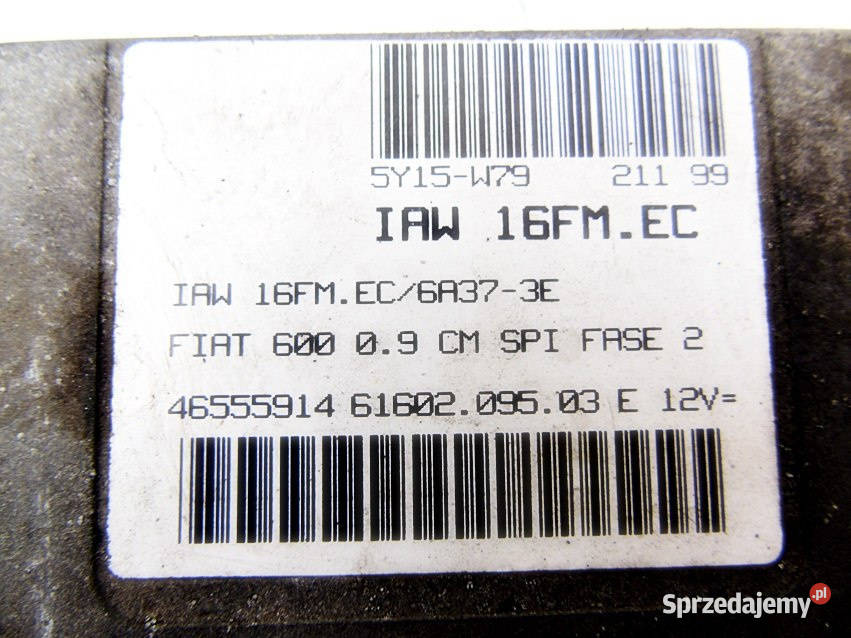 5Y15-W79 211 99
IAW 16FM.EC
IAW 16FM.EC/6A37-3E
FIAT 600 0.9 CM SPI FASE 2
46555914 61602.095.03 E 12V=
Sprzedajemy.pl